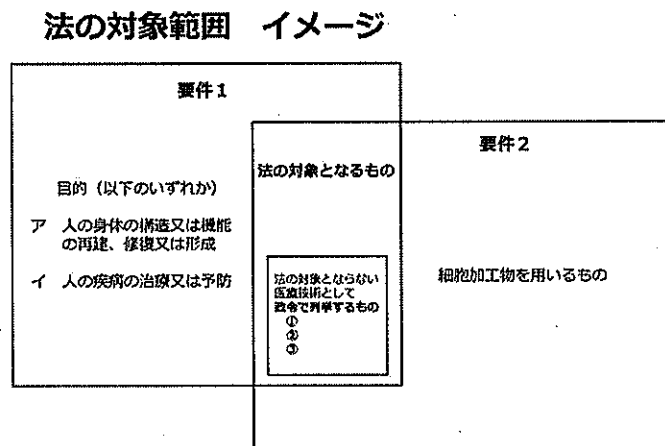 法の対象範囲　イメージ
要件1
目的（以下のいずれか）
ア　人の身体の構造又は機能
の再建、修復又は形成
イ　人の疾病の治療又は予防
法の対象となるもの
法の対象とならない
医療技術として
政令で列挙するもの
①
②
③
要件2
細胞加工物を用いるもの